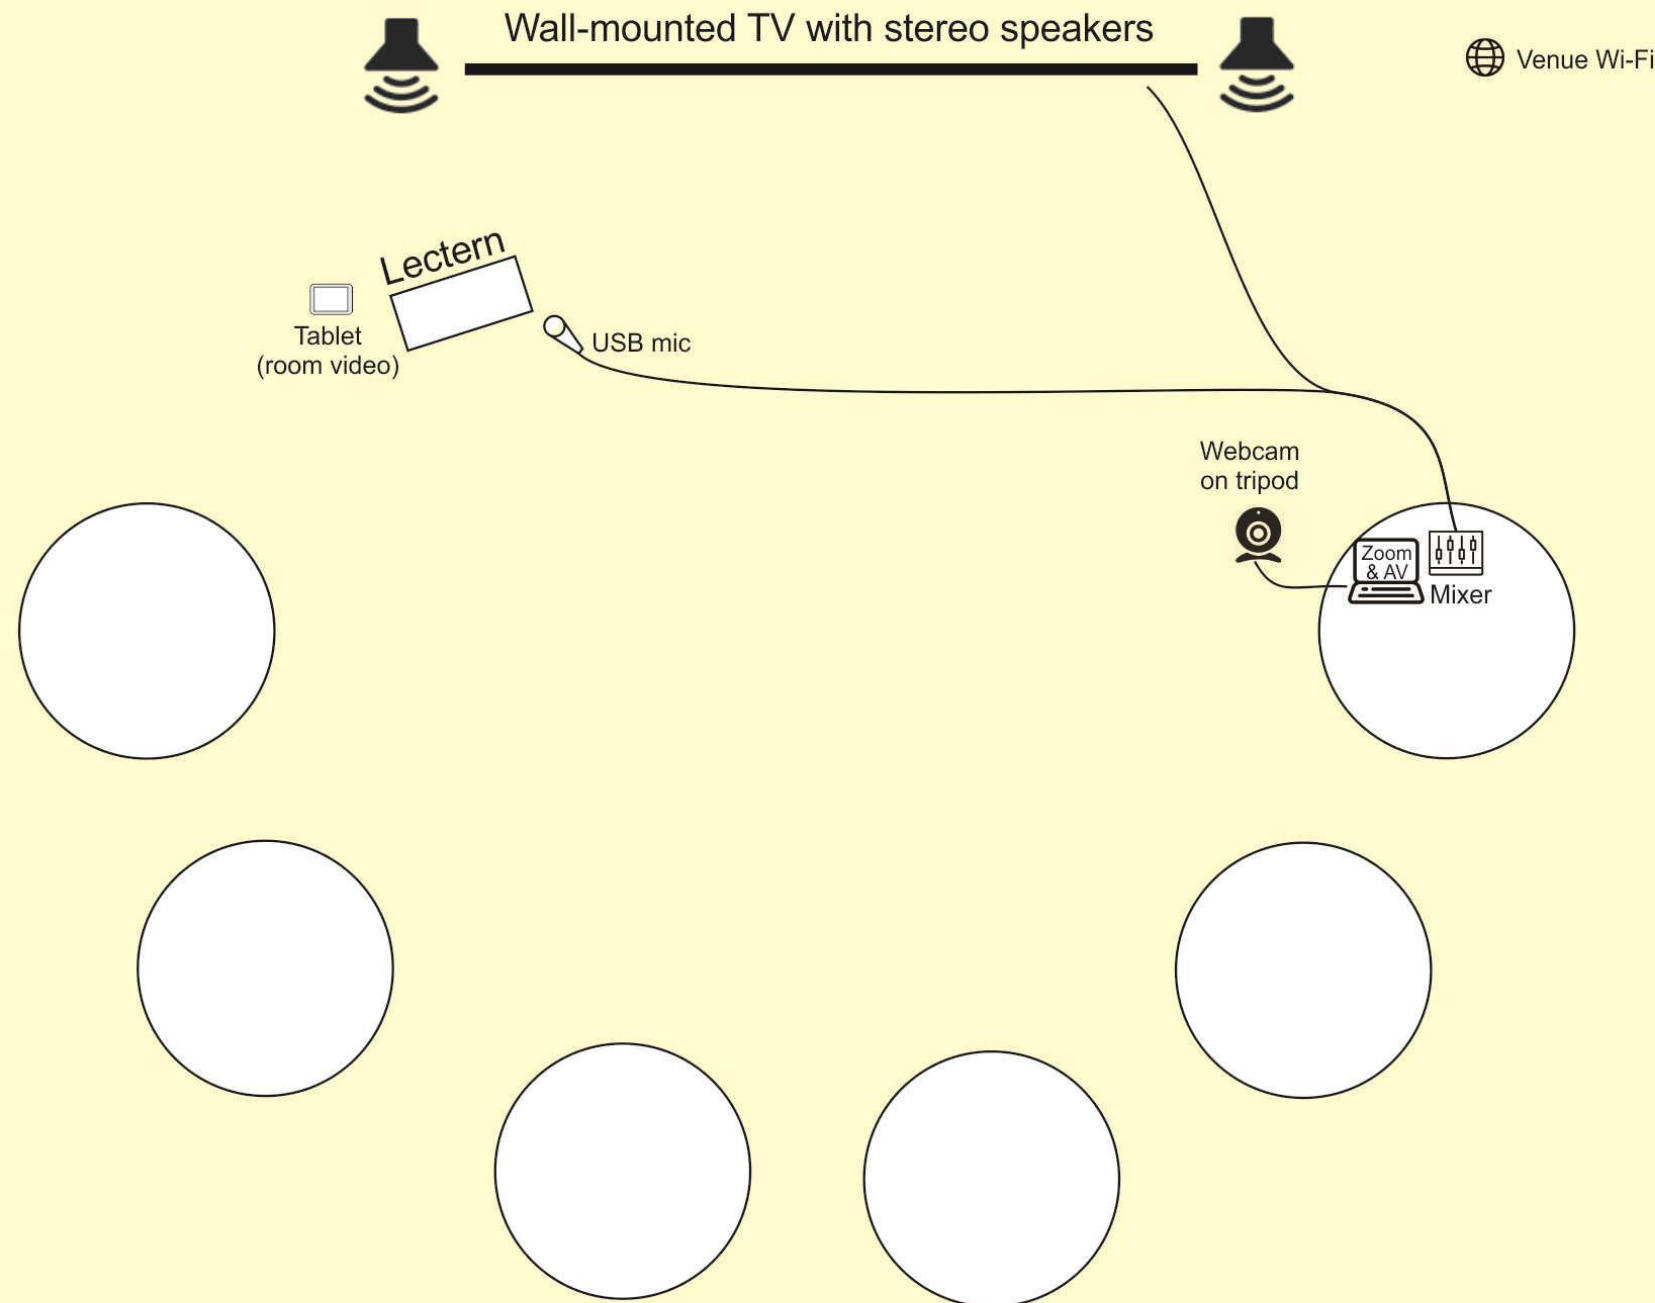 Wall-mounted TV with stereo speakers
Venue Wi-Fi
Lectern
Tablet
(room video)
USB mic
Webcam
on tripod
Zoom
& AV
Mixer